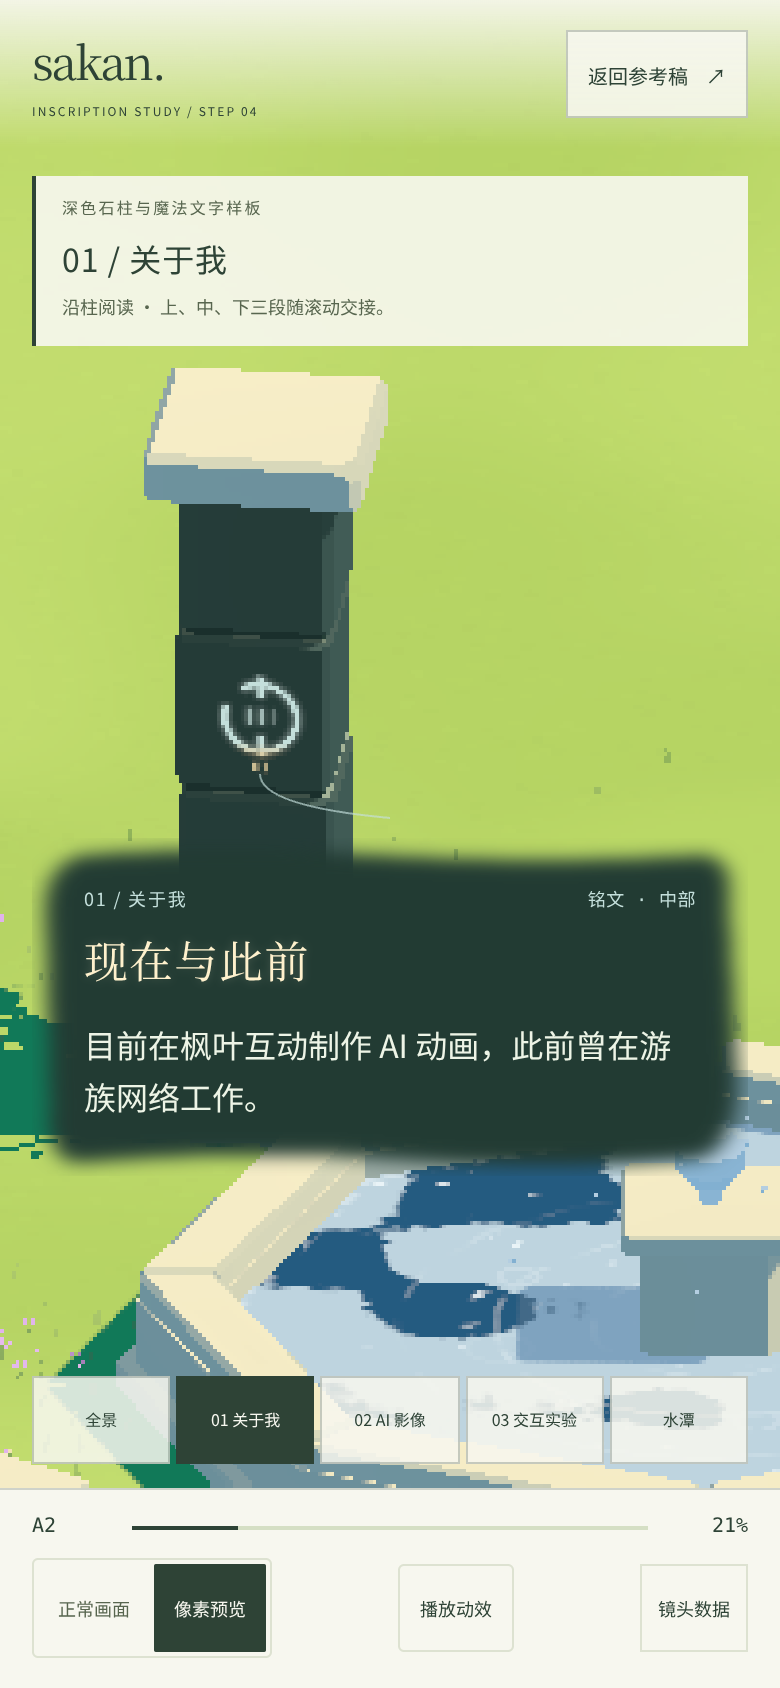 sakan.
INSCRIPTION STUDY / STEP 04
返回参考稿 ↗
深色石柱与魔法文字样板
01 / 关于我
沿柱阅读 · 上、中、下三段随滚动交接。
01 / 关于我
铭文 · 中部
现在与此前
目前在枫叶互动制作 AI 动画，此前曾在游
族网络工作。
全景
01 关于我
02 AI 影像
03 交互实验
水潭
A2
21%
正常画面
像素预览
播放动效
镜头数据